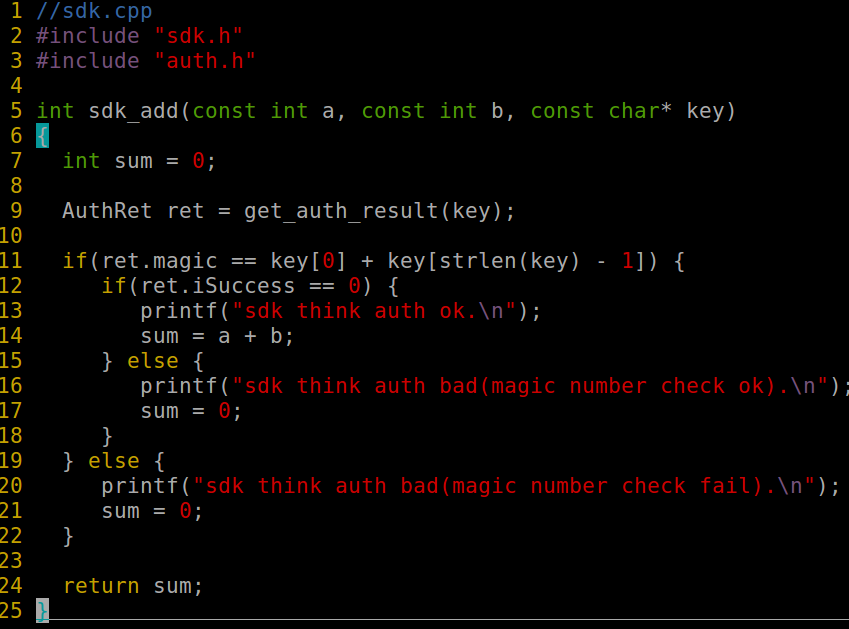 1 //sdk.cpp
2 #include "sdk.h"
3 #include "auth.h"
4
5 int sdk_add(const int a, const int b, const char* key)
6 {
7   int sum = 0;
8
9   AuthRet ret = get_auth_result(key);
10
11   if(ret.magic == key[0] + key[strlen(key) - 1]) {
12      if(ret.iSuccess == 0) {
13         printf("sdk think auth ok.\n");
14         sum = a + b;
15      } else {
16         printf("sdk think auth bad(magic number check ok).\n");
17         sum = 0;
18      }
19   } else {
20      printf("sdk think auth bad(magic number check fail).\n");
21      sum = 0;
22   }
23
24   return sum;
25 }